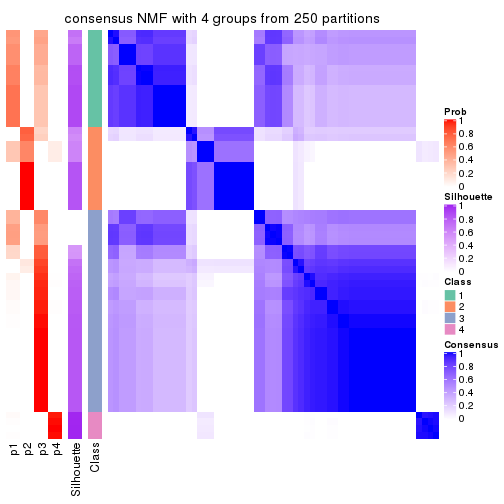 consensus NMF with 4 groups from 250 partitions
Prob
1
0.8
0.6
0.4
0.2
0
Silhouette
1
0.8
0.6
0.4
0.2
0
Class
1
2
3
4
Consensus
1
0.8
0.6
0.4
0.2
0
p1
p2
p3
p4
Silhouette
Class